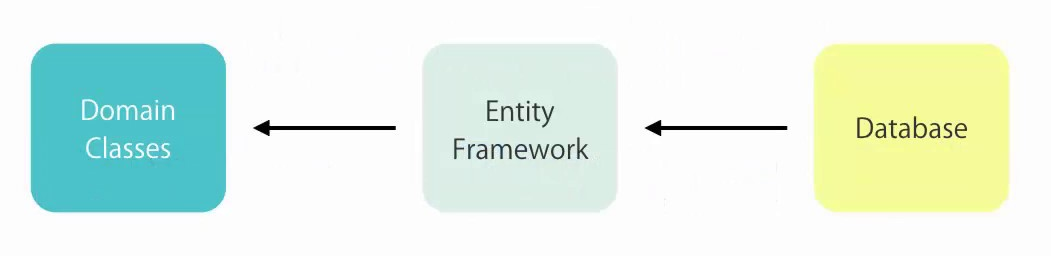 Domain
Classes
Entity
Framework
Database